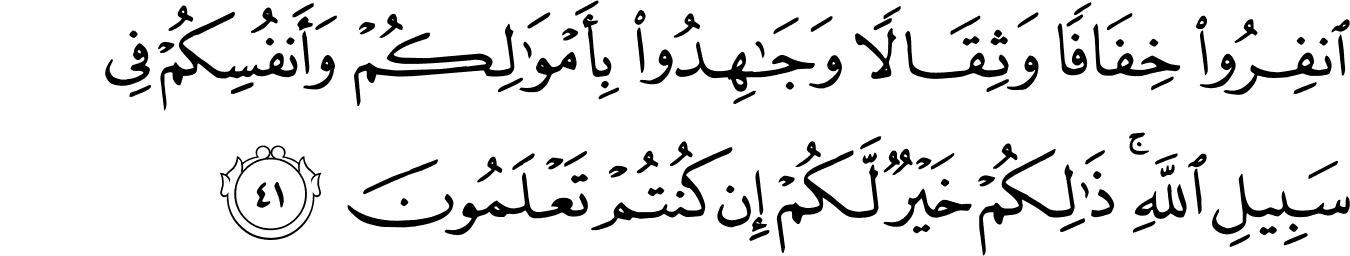 ٱنفِرُوا۟ خِفَافًا وَثِقَالًا وَجَٰهِدُوا۟ بِأَمْوَٰلِكُمْ وَأَنفُسِكُمْ فِى
سَبِيلِ ٱللَّهِ ۚ ذَٰلِكُمْ خَيْرٌ لَّكُمْ إِن كُنتُمْ تَعْلَمُونَ ٤١